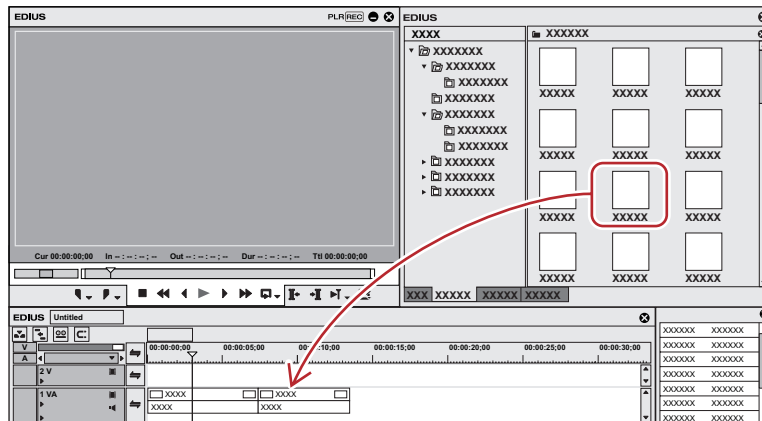 EDIUS
PLR REC
Cur 00:00:00;00 In -- : -- : -- ; -- Out -- : -- : -- ; -- Dur -- : -- : -- ; -- Ttl 00:00:00;00
EDIUS
XXXX
XXXXXXX
XXXXXXX
XXXXXXX
XXXXXXX
XXXXXXX
XXXXXXX
XXXXXXX
XXXXXXX
XXXXXXX
XXXXXXX
XXXXXX
XXXXX XXXXX XXXXX
XXXXX XXXXX XXXXX
XXXXX XXXXX XXXXX
XXXXX XXXXX XXXXX
XXX XXXXX XXXXX XXXXX
EDIUS Untitled
V
A
00:00:00;00 00:00:05;00 00:00:10;00 00:00:15;00 00:00:20;00 00:00:25;00 00:00:30;00
2 V
1 VA
XXXX XXXX
XXXX XXXX
XXXXXX XXXXXX
XXXXXX XXXXXX
XXXXXX XXXXXX
XXXXXX XXXXXX
XXXXXX XXXXXX
XXXXXX XXXXXX
XXXXXX XXXXXX